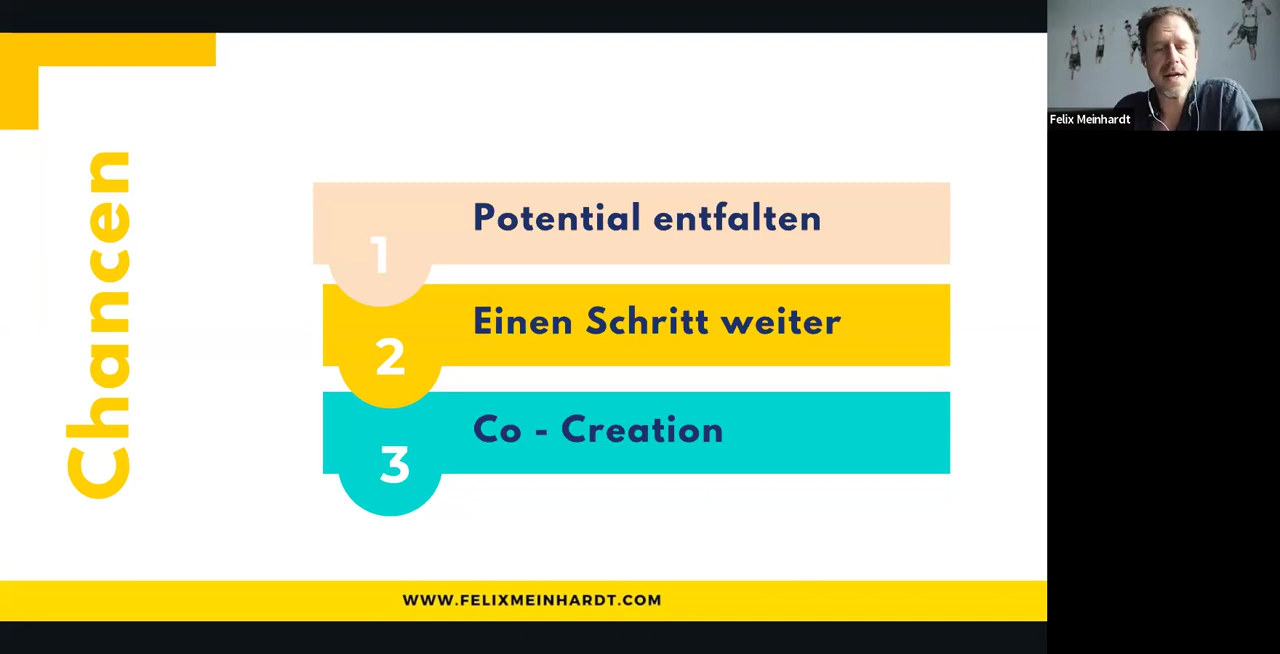 Chancen
1
Potential entfalten
2
Einen Schritt weiter
3
Co - Creation
WWW.FELIXMEINHARDT.COM
Felix Meinhardt